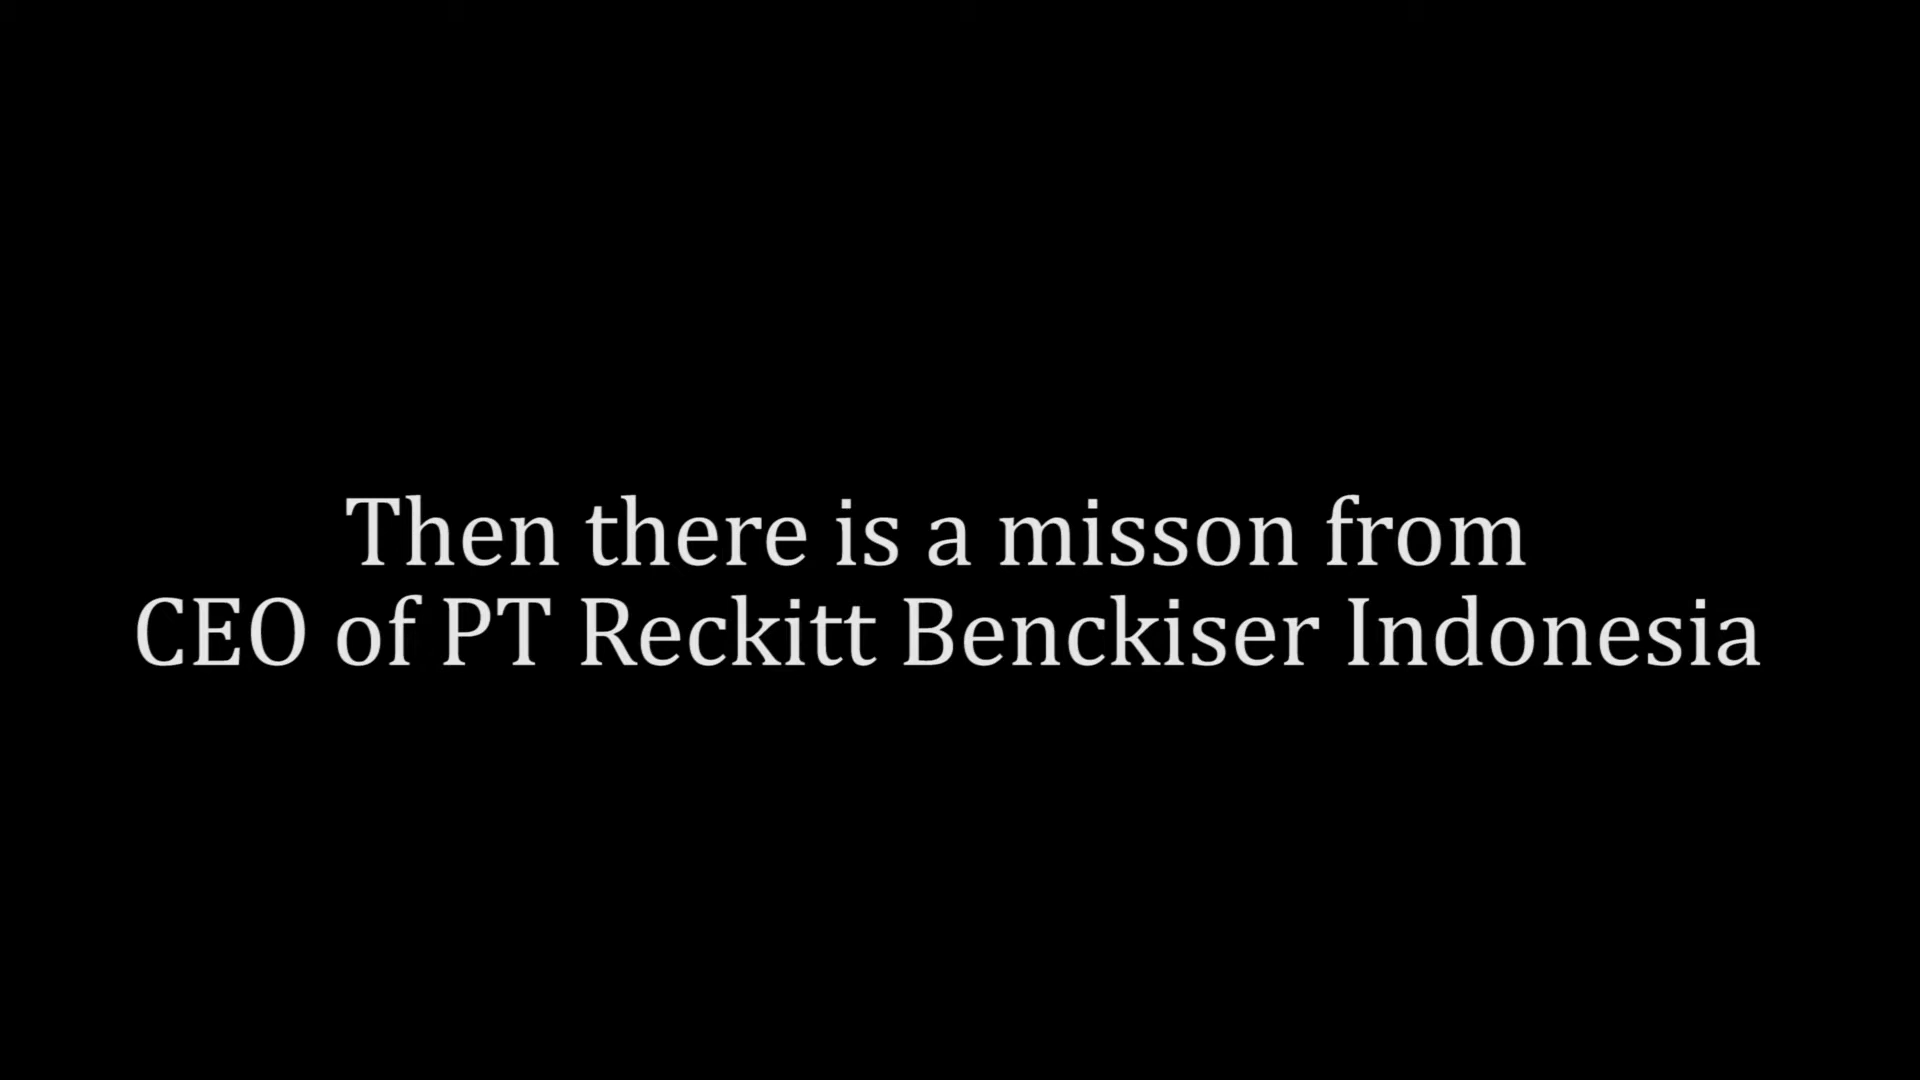 Then there is a misson from
CEO of PT Reckitt Benckiser Indonesia